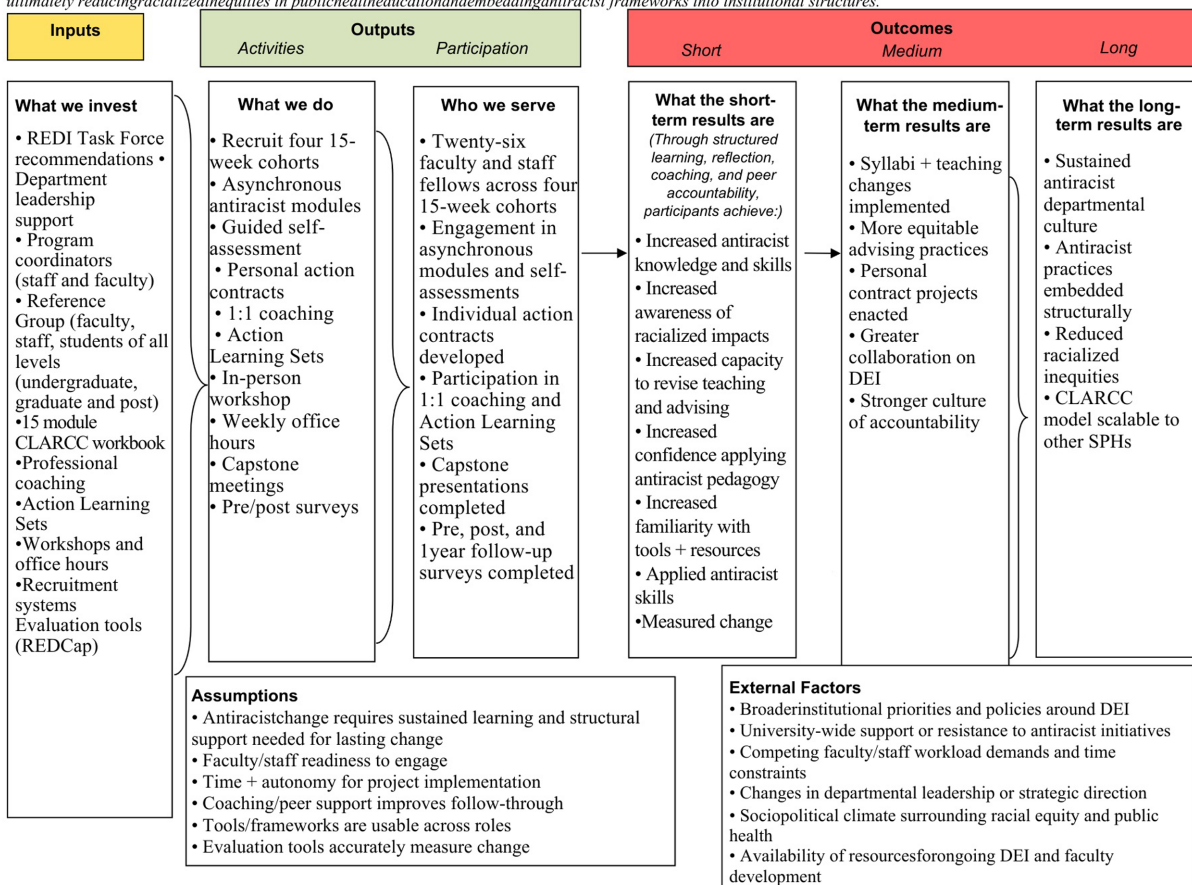 ultimately reducingracializedinequities in publichealtheducationandembeddingantiracist frameworks into institutional structures.
Inputs
Outputs
Activities
Participation
Outcomes
Short
Medium
Long
What we invest
• REDI Task Force
recommendations •
Department
leadership
support
• Program
coordinators
(staff and faculty)
• Reference
Group (faculty,
staff, students of all
levels
(undergraduate,
graduate and post)
•15 module
CLARCC workbook
•Professional
coaching
•Action Learning
Sets
•Workshops and
office hours
•Recruitment
systems
Evaluation tools
(REDCap)
What we do
• Recruit four 15-
week cohorts
• Asynchronous
antiracist modules
• Guided self-
assessment
• Personal action
contracts
• 1:1 coaching
• Action
Learning Sets
• In-person
workshop
• Weekly office
hours
• Capstone
meetings
• Pre/post surveys
Who we serve
• Twenty-six
faculty and staff
fellows across four
15-week cohorts
• Engagement in
asynchronous
modules and self-
assessments
• Individual action
contracts
developed
• Participation in
1:1 coaching and
Action Learning
Sets
• Capstone
presentations
completed
• Pre, post, and
1year follow-up
surveys completed
What the short-
term results are
(Through structured
learning, reflection,
coaching, and peer
accountability,
participants achieve:)
• Increased antiracist
knowledge and skills
• Increased
awareness of
racialized impacts
• Increased capacity
to revise teaching
and advising
• Increased
confidence applying
antiracist pedagogy
• Increased
familiarity with
tools + resources
• Applied antiracist
skills
•Measured change
What the medium-
term results are
• Syllabi + teaching
changes
implemented
• More equitable
advising practices
• Personal
contract projects
enacted
• Greater
collaboration on
DEI
• Stronger culture
of accountability
What the long-
term results are
• Sustained
antiracist
departmental
culture
• Antiracist
practices
embedded
structurally
• Reduced
racialized
inequities
• CLARCC
model scalable to
other SPHs
Assumptions
• Antiracistchange requires sustained learning and structural
support needed for lasting change
• Faculty/staff readiness to engage
• Time + autonomy for project implementation
• Coaching/peer support improves follow-through
• Tools/frameworks are usable across roles
• Evaluation tools accurately measure change
External Factors
• Broaderinstitutional priorities and policies around DEI
• University-wide support or resistance to antiracist initiatives
• Competing faculty/staff workload demands and time
constraints
• Changes in departmental leadership or strategic direction
• Sociopolitical climate surrounding racial equity and public
health
• Availability of resourcesforongoing DEI and faculty
development